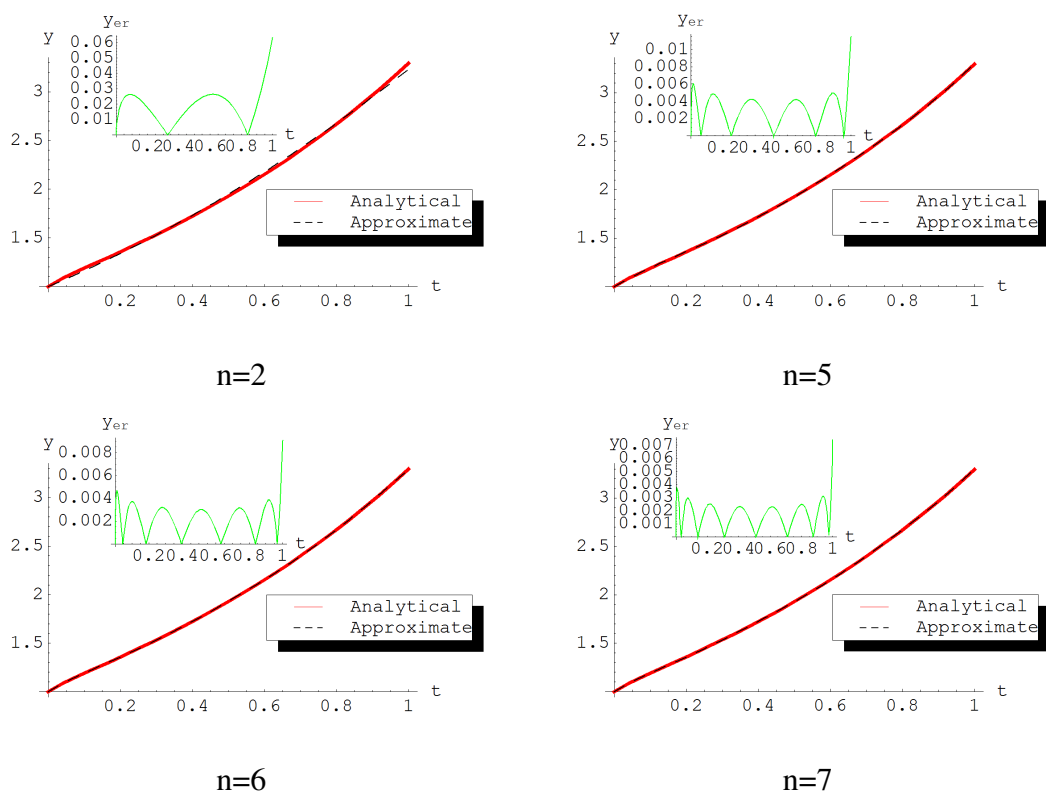 y_er
y
0.06
0.05
0.04
0.03
0.02
0.01
0.20.40.60.8 1 t
3
2.5
2
1.5
Analytical
Approximate
0.2 0.4 0.6 0.8 1 t
n=2
y_er
y
0.01
0.008
0.006
0.004
0.002
0.20.40.60.8 1 t
3
2.5
2
1.5
Analytical
Approximate
0.2 0.4 0.6 0.8 1 t
n=5
y_er
y
0.008
0.006
0.004
0.002
0.20.40.60.8 1 t
3
2.5
2
1.5
Analytical
Approximate
0.2 0.4 0.6 0.8 1 t
n=6
y_er
y
0.007
0.006
0.005
0.004
0.003
0.002
0.001
0.20.40.60.8 1 t
3
2.5
2
1.5
Analytical
Approximate
0.2 0.4 0.6 0.8 1 t
n=7